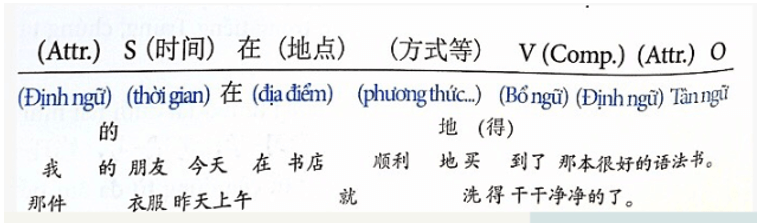 (Attr.) S (时间) 在 (地点) (方式等) V (Comp.) (Attr.) O
(Định ngữ) (thời gian) 在 (địa điểm) (phương thức...) (Bổ ngữ) (Định ngữ) Tân ngữ
的 地 (得)
我 的 朋友 今天 在 书店 顺利 地 买 到了 那本很好的语法书。
那件 衣服 昨天上午 就 洗 得 干干净净的了。